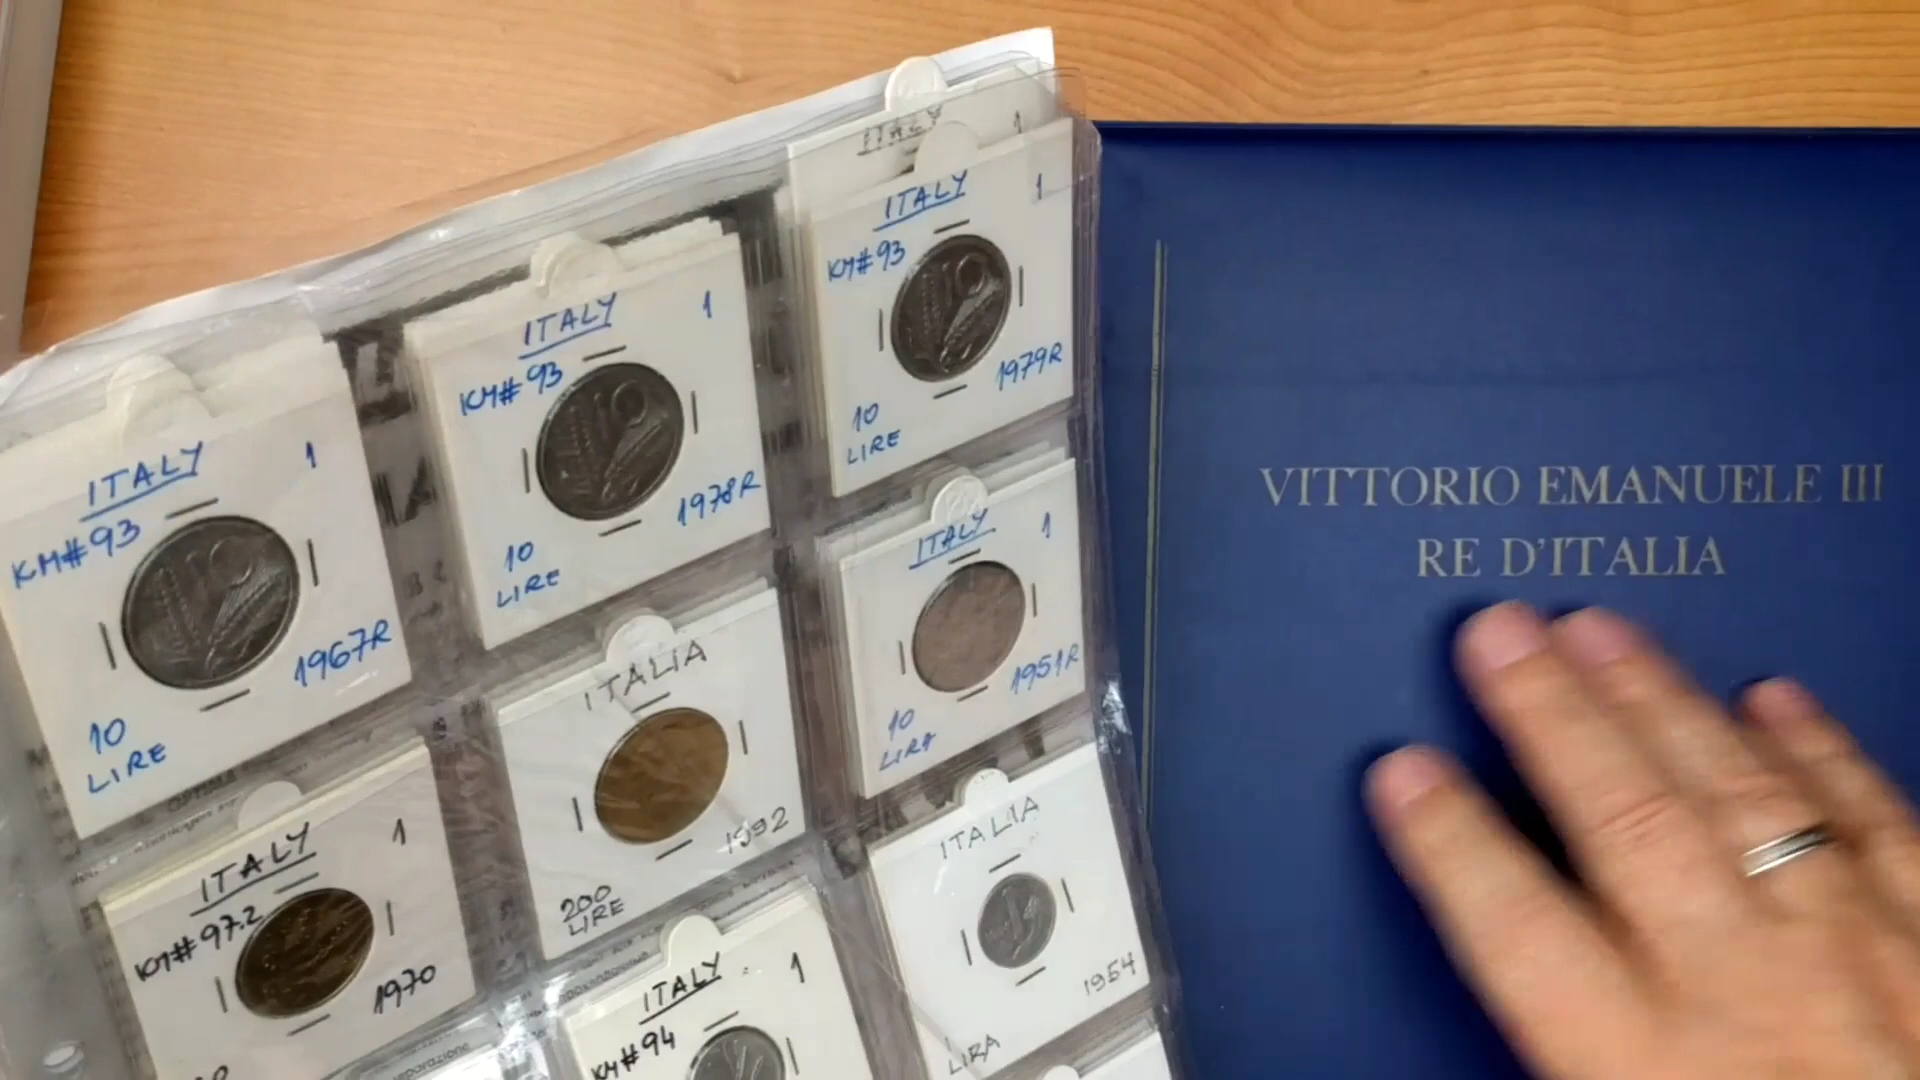 ITALY 1
ITALY 1
KM#93
10
LIRE
1979R
ITALY 1
KM#93
10
LIRE
1978R
ITALY 1
KM#93
10
LIRE
1967R
ITALY 1
10
LIRA
1951R
ITALIA
200
LIRE
1992
ITALY 1
KM#97.2
1970
ITALIA
LIRA
1954
ITALY 1
KM#94
VITTORIO EMANUELE III
RE D'ITALIA